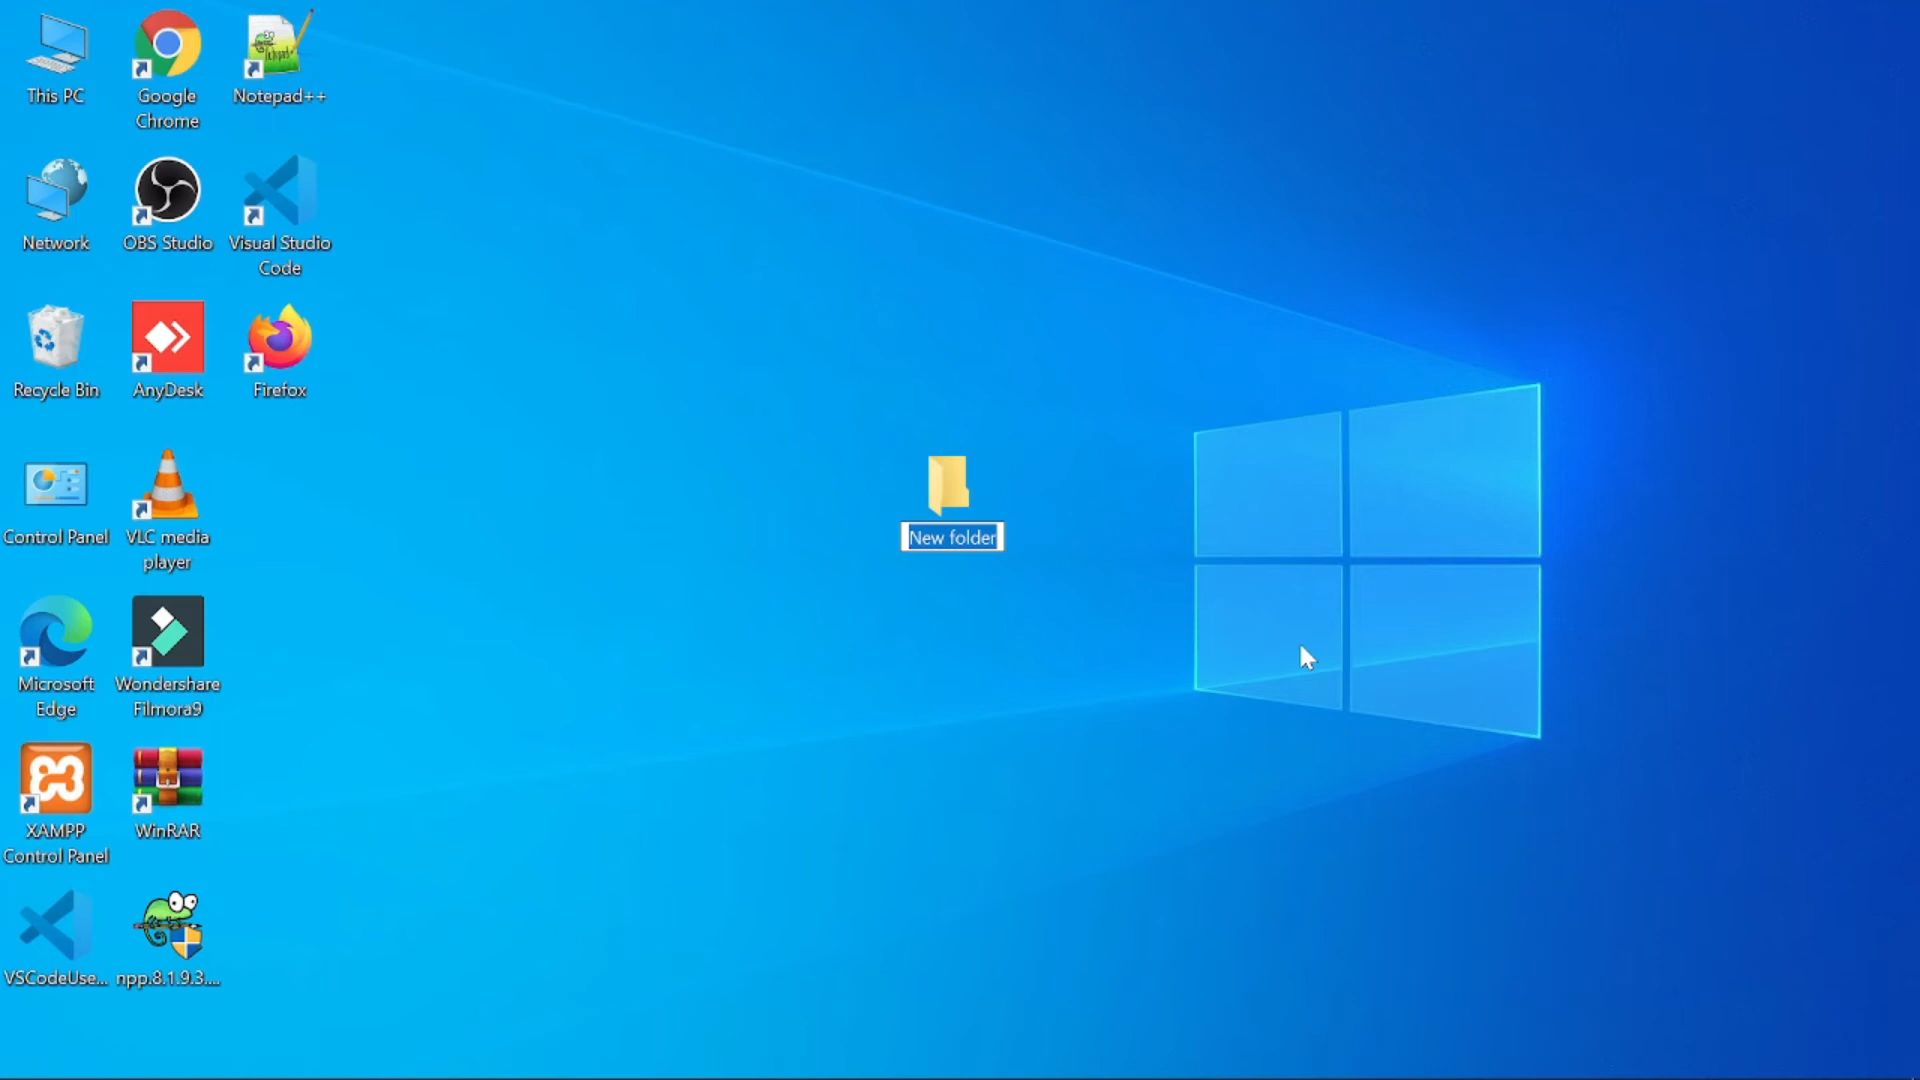 This PC
Google
Chrome
Notepad++
Network
OBS Studio
Visual Studio
Code
Recycle Bin
AnyDesk
Firefox
Control Panel
VLC media
player
New folder
Microsoft
Edge
Wondershare
Filmora9
XAMPP
Control Panel
WinRAR
VSCodeUse...
npp.8.1.9.3....